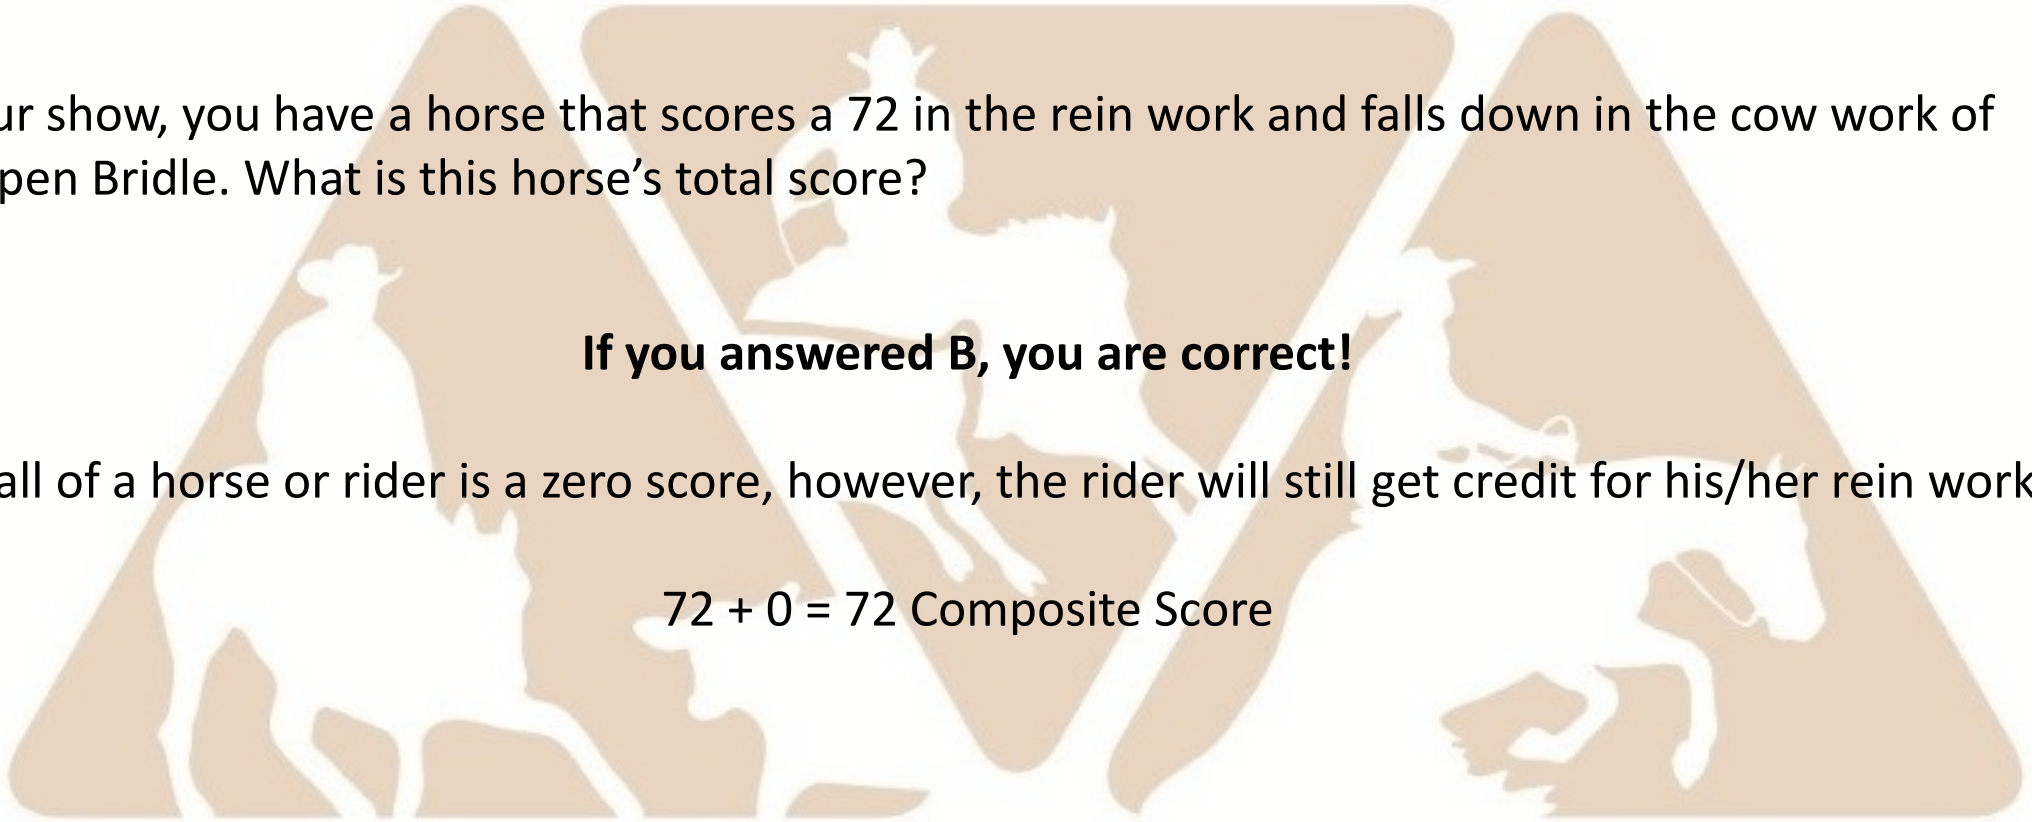 ur show, you have a horse that scores a 72 in the rein work and falls down in the cow work of
pen Bridle. What is this horse’s total score?
If you answered B, you are correct!
all of a horse or rider is a zero score, however, the rider will still get credit for his/her rein work
72 + 0 = 72 Composite Score